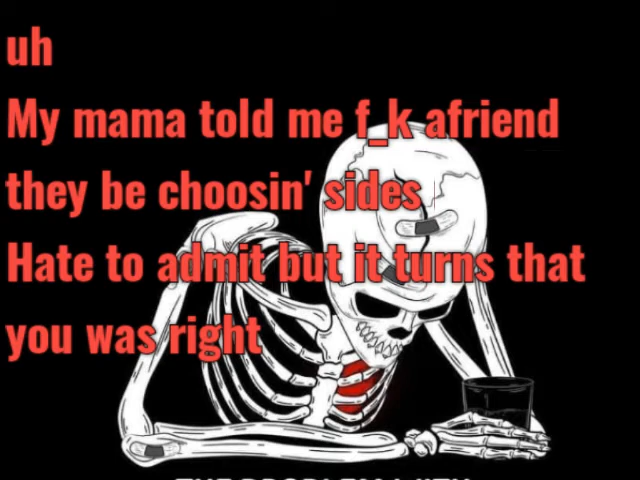 uh
My mama told me f_k afriend
they be choosin' sides
Hate to admit but it turns that
you was right